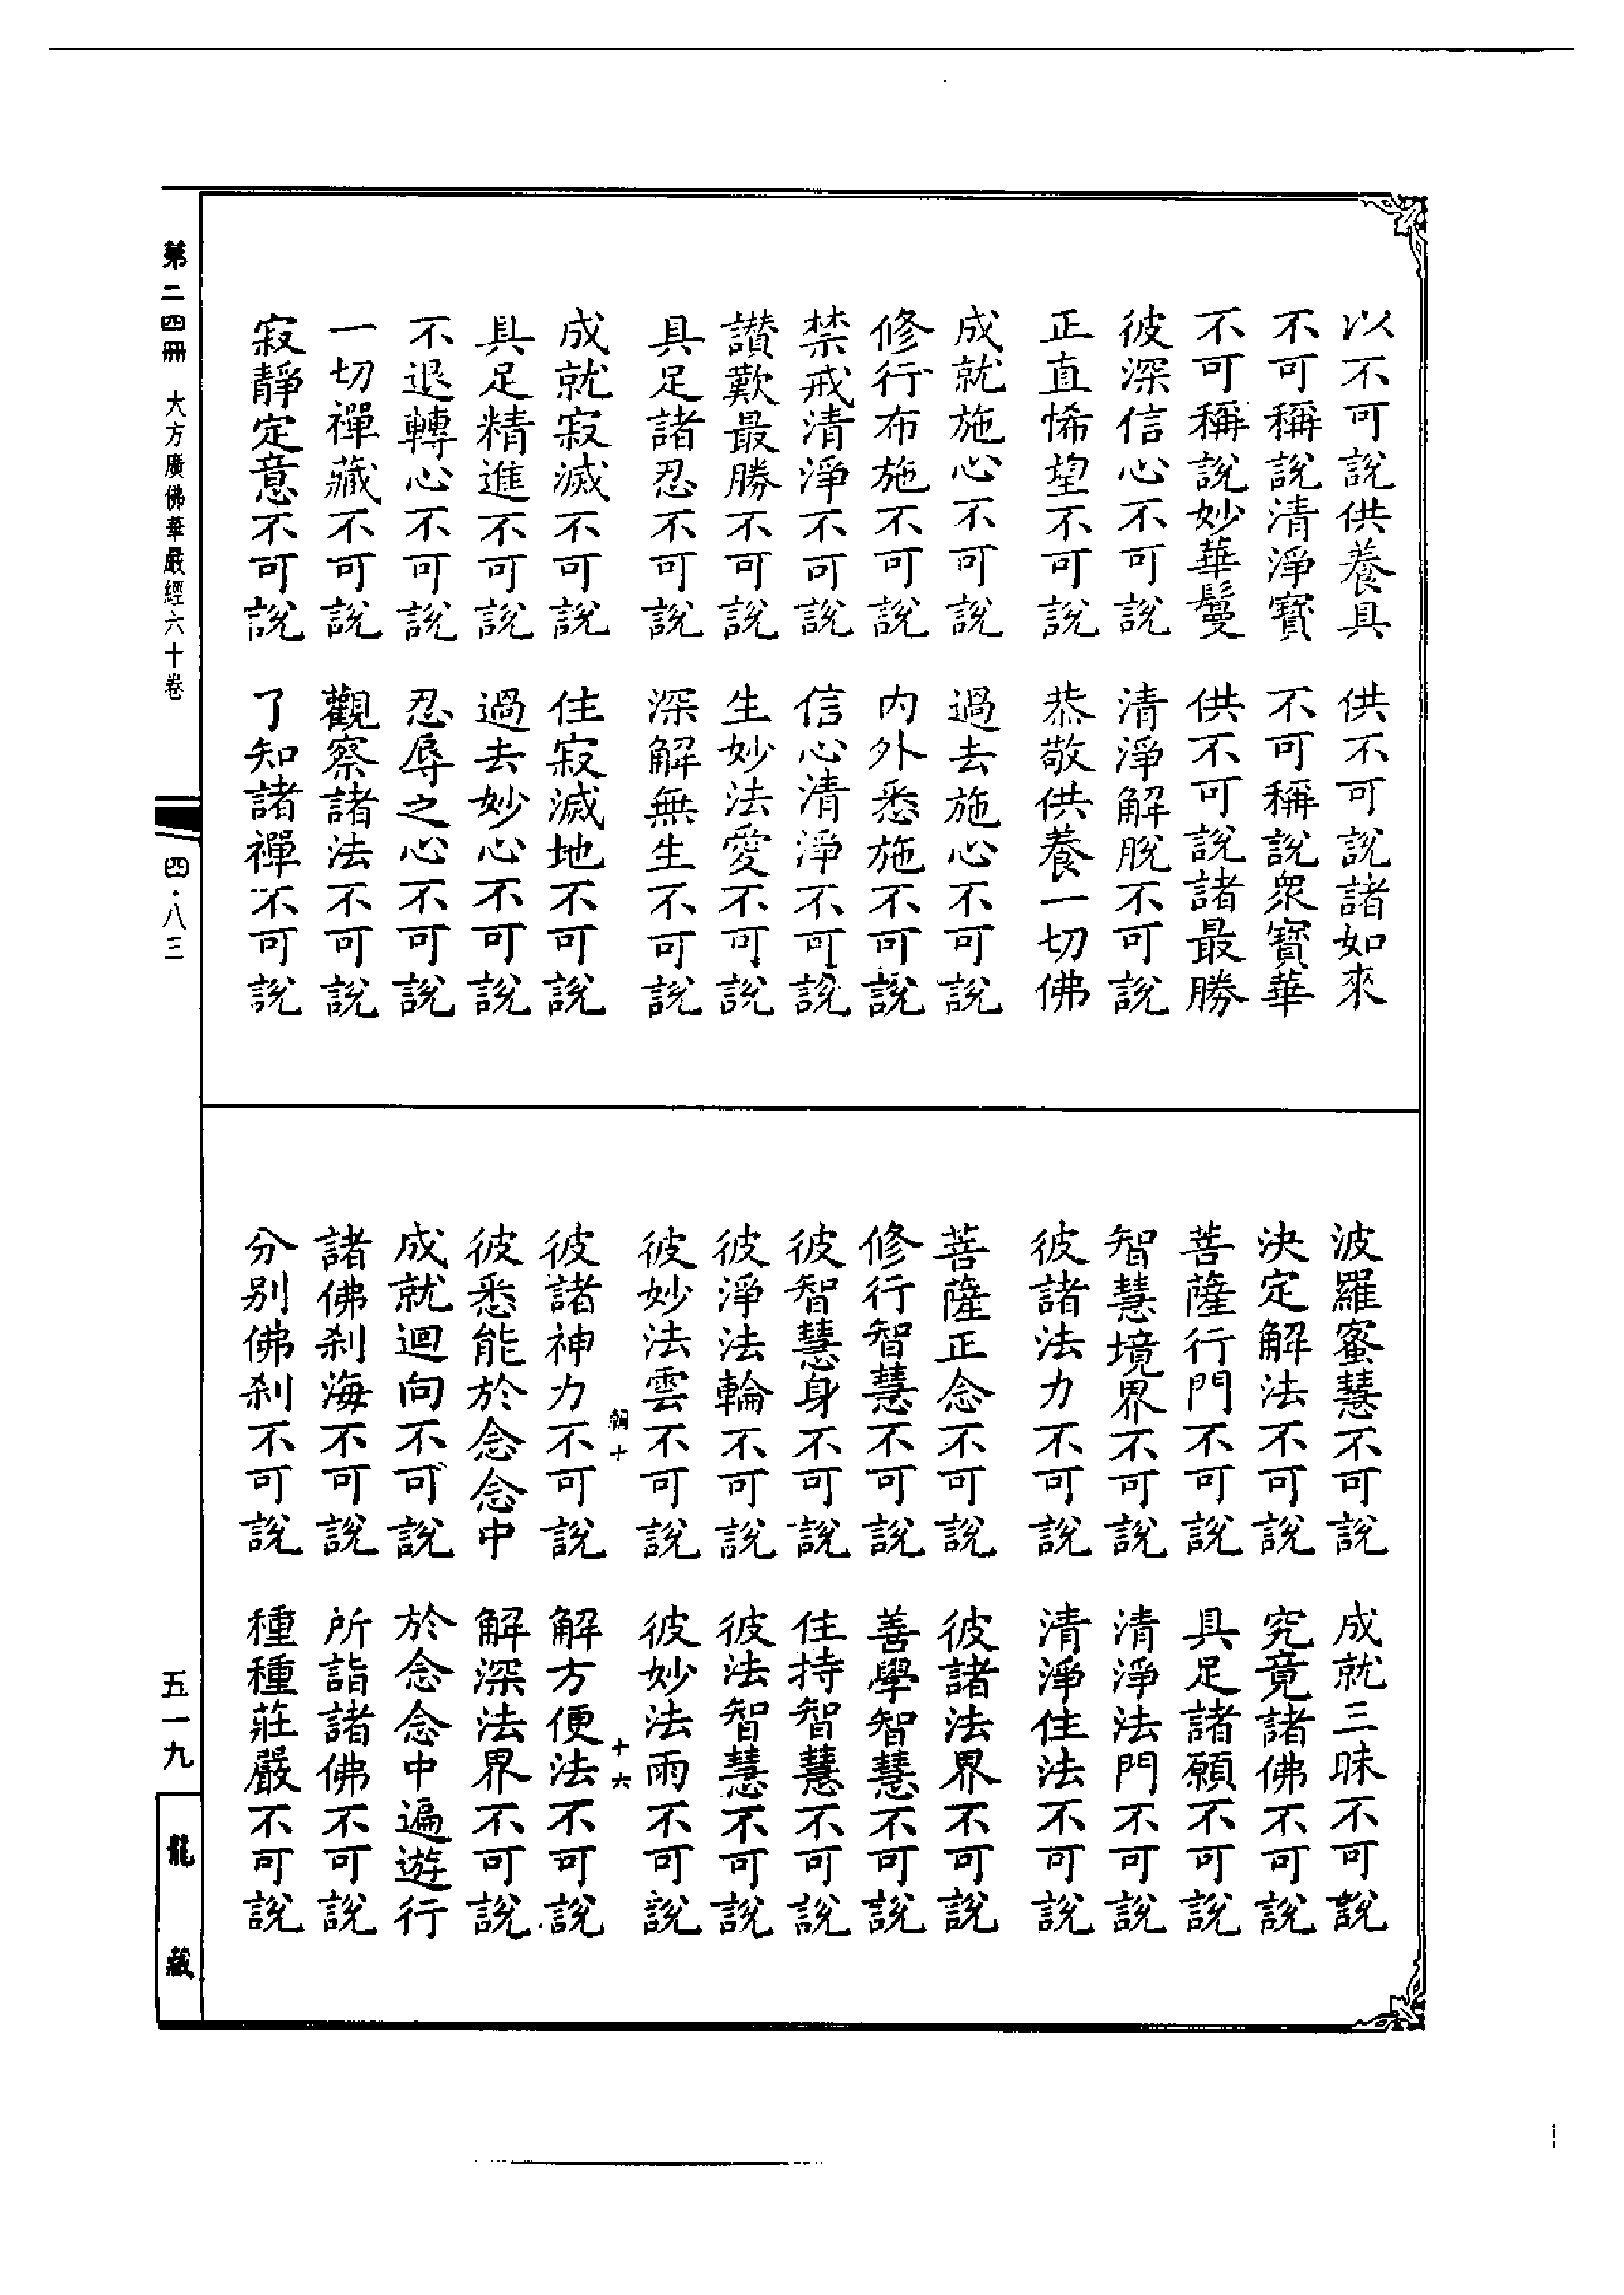 以不可說供養具　供不可說諸如來
不可稱說清淨寶　不可稱說衆寶華
不可稱說妙華鬘　供不可說諸最勝
彼深信心不可說　清淨解脫不可說
正直悕望不可說　恭敬供養一切佛
成就施心不可說　過去施心不可說
修行布施不可說　内外悉施不可說
禁戒清淨不可說　信心清淨不可說
讃歎最勝不可說　生妙法愛不可說
具足諸忍不可說　深解無生不可說
成就寂滅不可說　住寂滅地不可說
具足精進不可說　過去妙心不可說
不退轉心不可說　忍辱之心不可說
一切禪藏不可說　觀察諸法不可說
寂靜定意不可說　了知諸禪不可說
波羅蜜慧不可說　成就三昧不可說
決定解法不可說　究竟諸佛不可說
菩薩行門不可說　具足諸願不可說
智慧境界不可說　清淨法門不可說
彼諸法力不可說　清淨住法不可說
菩薩正念不可說　彼諸法界不可說
修行智慧不可說　善學智慧不可說
彼智慧身不可說　住持智慧不可說
彼淨法輪不可說　彼法智慧不可說
彼妙法雲不可說　彼妙法雨不可說
十　十六
彼諸神力不可說　解方便法不可說
彼悉能於念念中　解深法界不可說
成就迴向不可說　於念念中遍遊行
諸佛刹海不可說　所詣諸佛不可說
分别佛刹不可說　種種莊嚴不可說
第二四冊　大方廣佛華嚴經六十卷　四・八三　五一九　龍藏